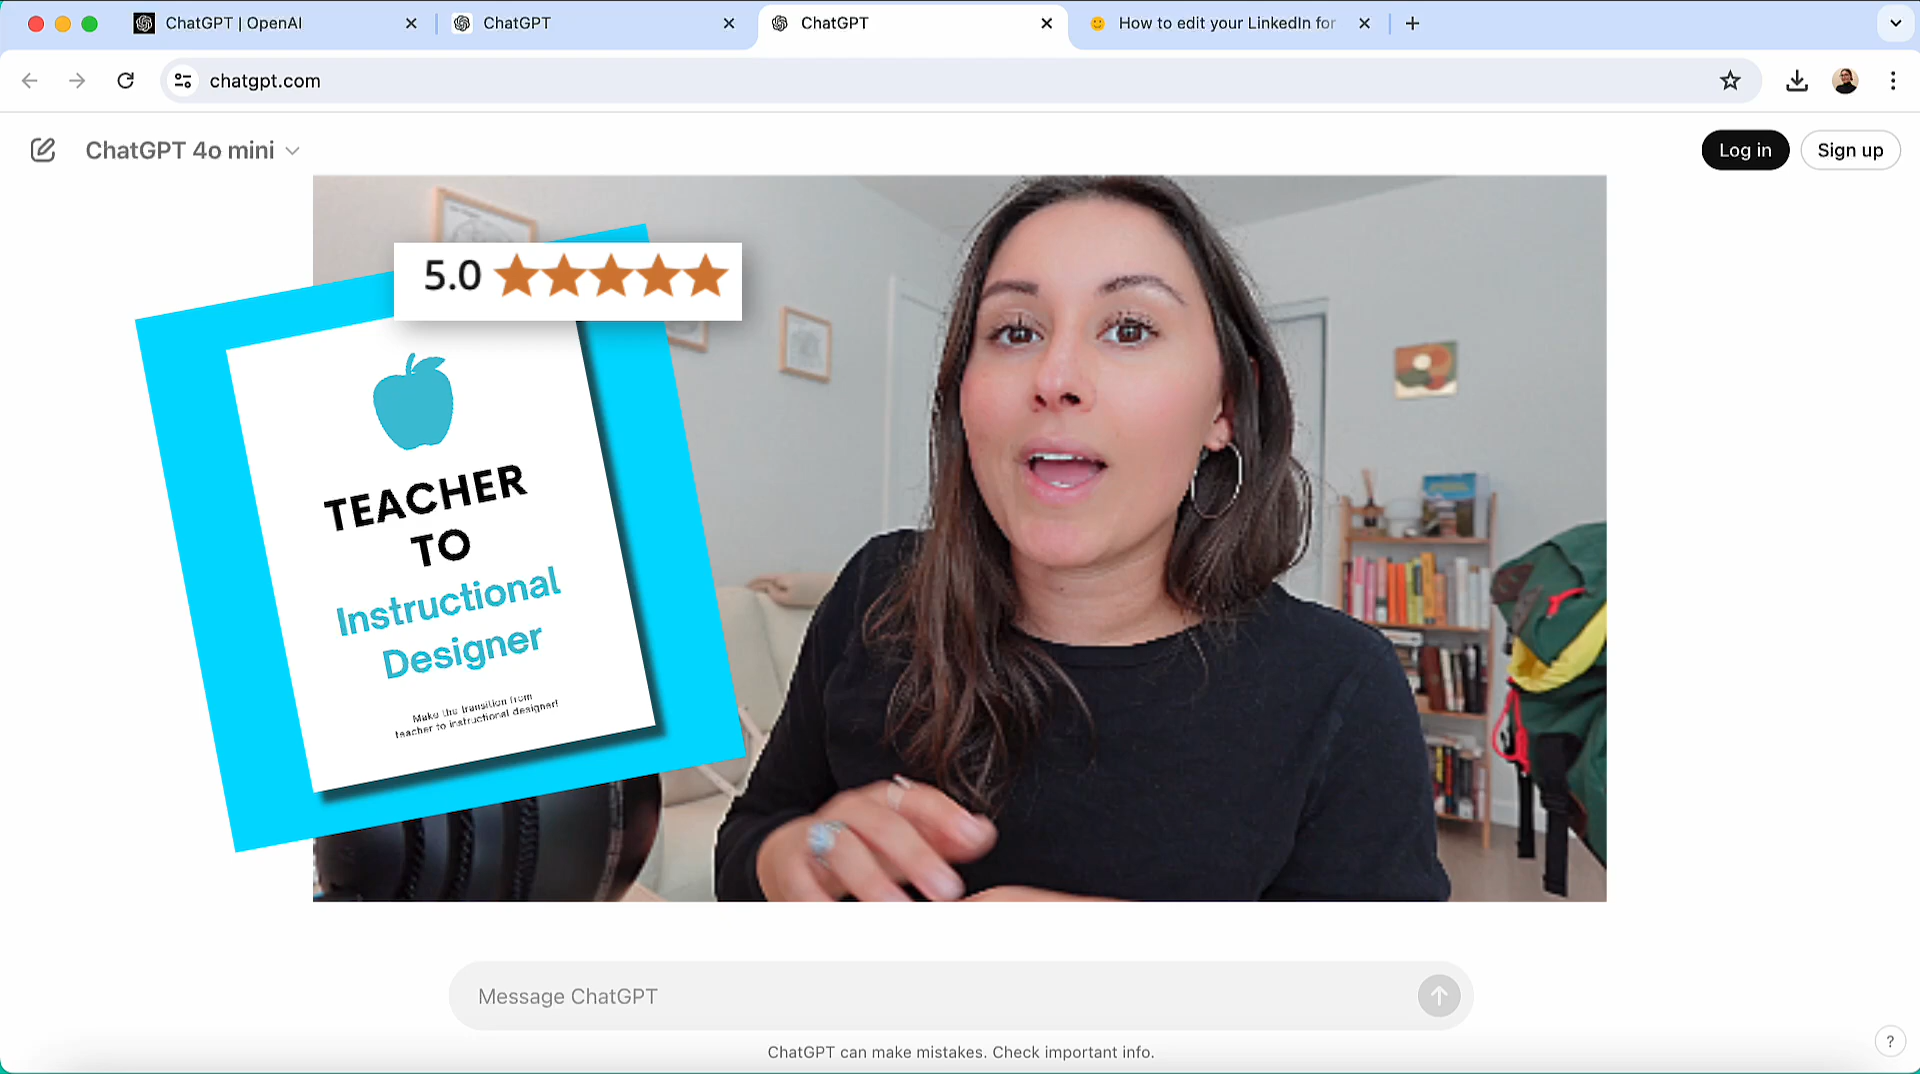 ChatGPT | OpenAI
ChatGPT
ChatGPT
How to edit your LinkedIn for
chatgpt.com
ChatGPT 4o mini
Log in
Sign up
5.0
TEACHER
TO
Instructional
Designer
Make the transition from
teacher to instructional designer!
Message ChatGPT
ChatGPT can make mistakes. Check important info.
?